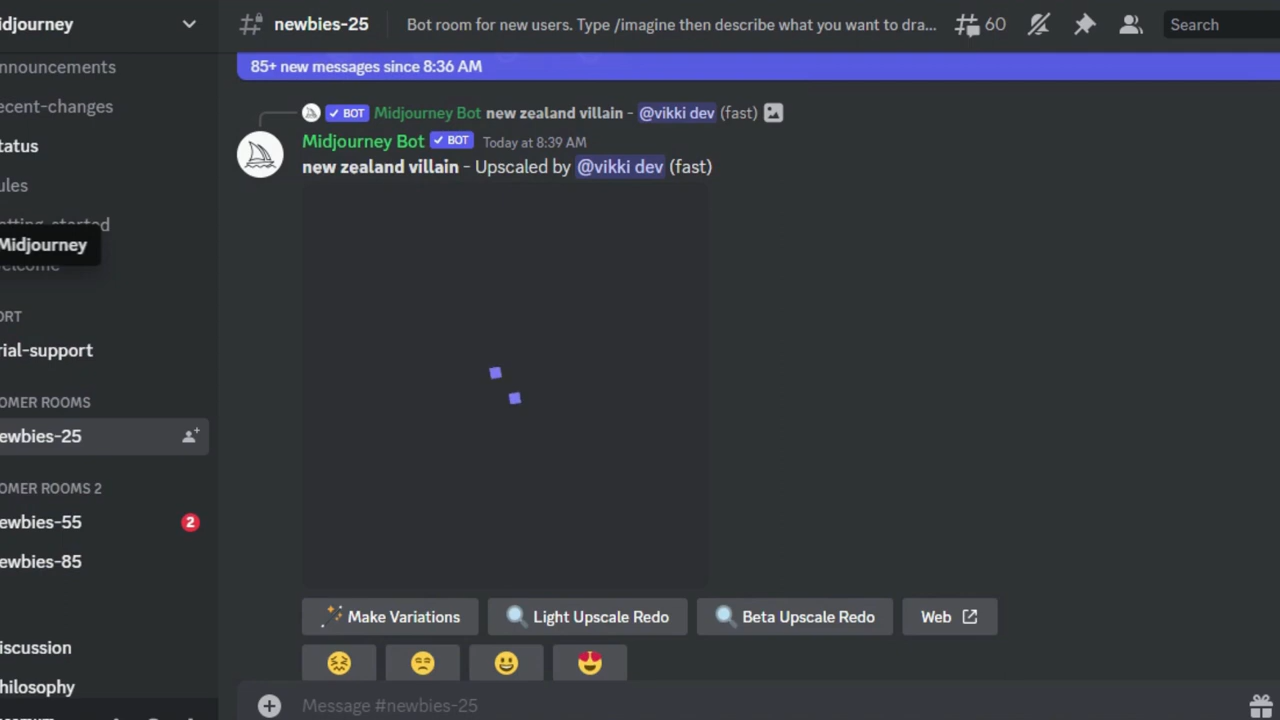 idjourney
nnouncements
ecent-changes
tatus
ules
etting-started
Midjourney
welcome
ORT
rial-support
OMER ROOMS
ewbies-25
OMER ROOMS 2
ewbies-55
2
ewbies-85
iscussion
hilosophy
newbies-25
Bot room for new users. Type /imagine then describe what you want to dra...
60
Search
85+ new messages since 8:36 AM
BOT Midjourney Bot new zealand villain - @vikki dev (fast)
Midjourney Bot BOT Today at 8:39 AM
new zealand villain - Upscaled by @vikki dev (fast)
Make Variations Light Upscale Redo Beta Upscale Redo Web
Message #newbies-25